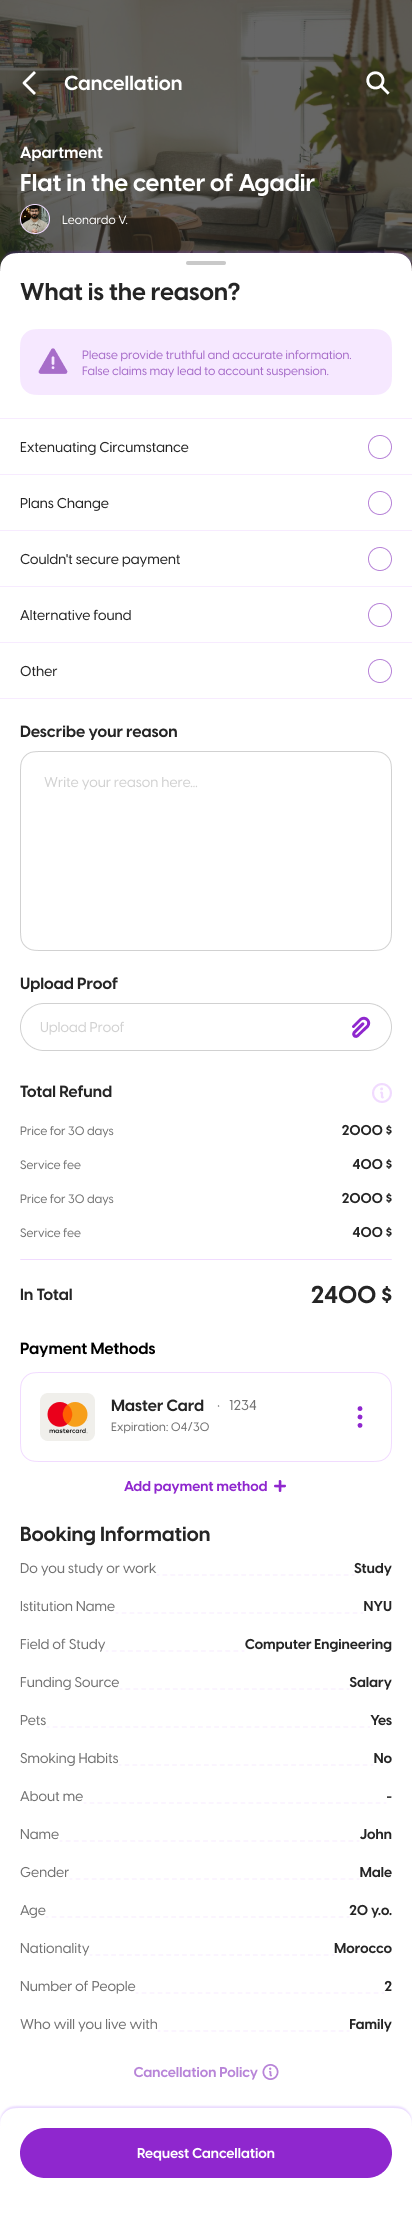 Cancellation
Apartment
Flat in the center of Agadir
Leonardo V.
What is the reason?
Please provide truthful and accurate information.
False claims may lead to account suspension.
Extenuating Circumstance
Plans Change
Couldn't secure payment
Alternative found
Other
Describe your reason
Write your reason here...
Upload Proof
Upload Proof
Total Refund
Price for 30 days 2000 $
Service fee 400 $
Price for 30 days 2000 $
Service fee 400 $
In Total 2400 $
Payment Methods
Master Card · 1234
mastercard.
Expiration: 04/30
Add payment method +
Booking Information
Do you study or work Study
Istitution Name NYU
Field of Study Computer Engineering
Funding Source Salary
Pets Yes
Smoking Habits No
About me -
Name John
Gender Male
Age 20 y.o.
Nationality Morocco
Number of People 2
Who will you live with Family
Cancellation Policy
Request Cancellation